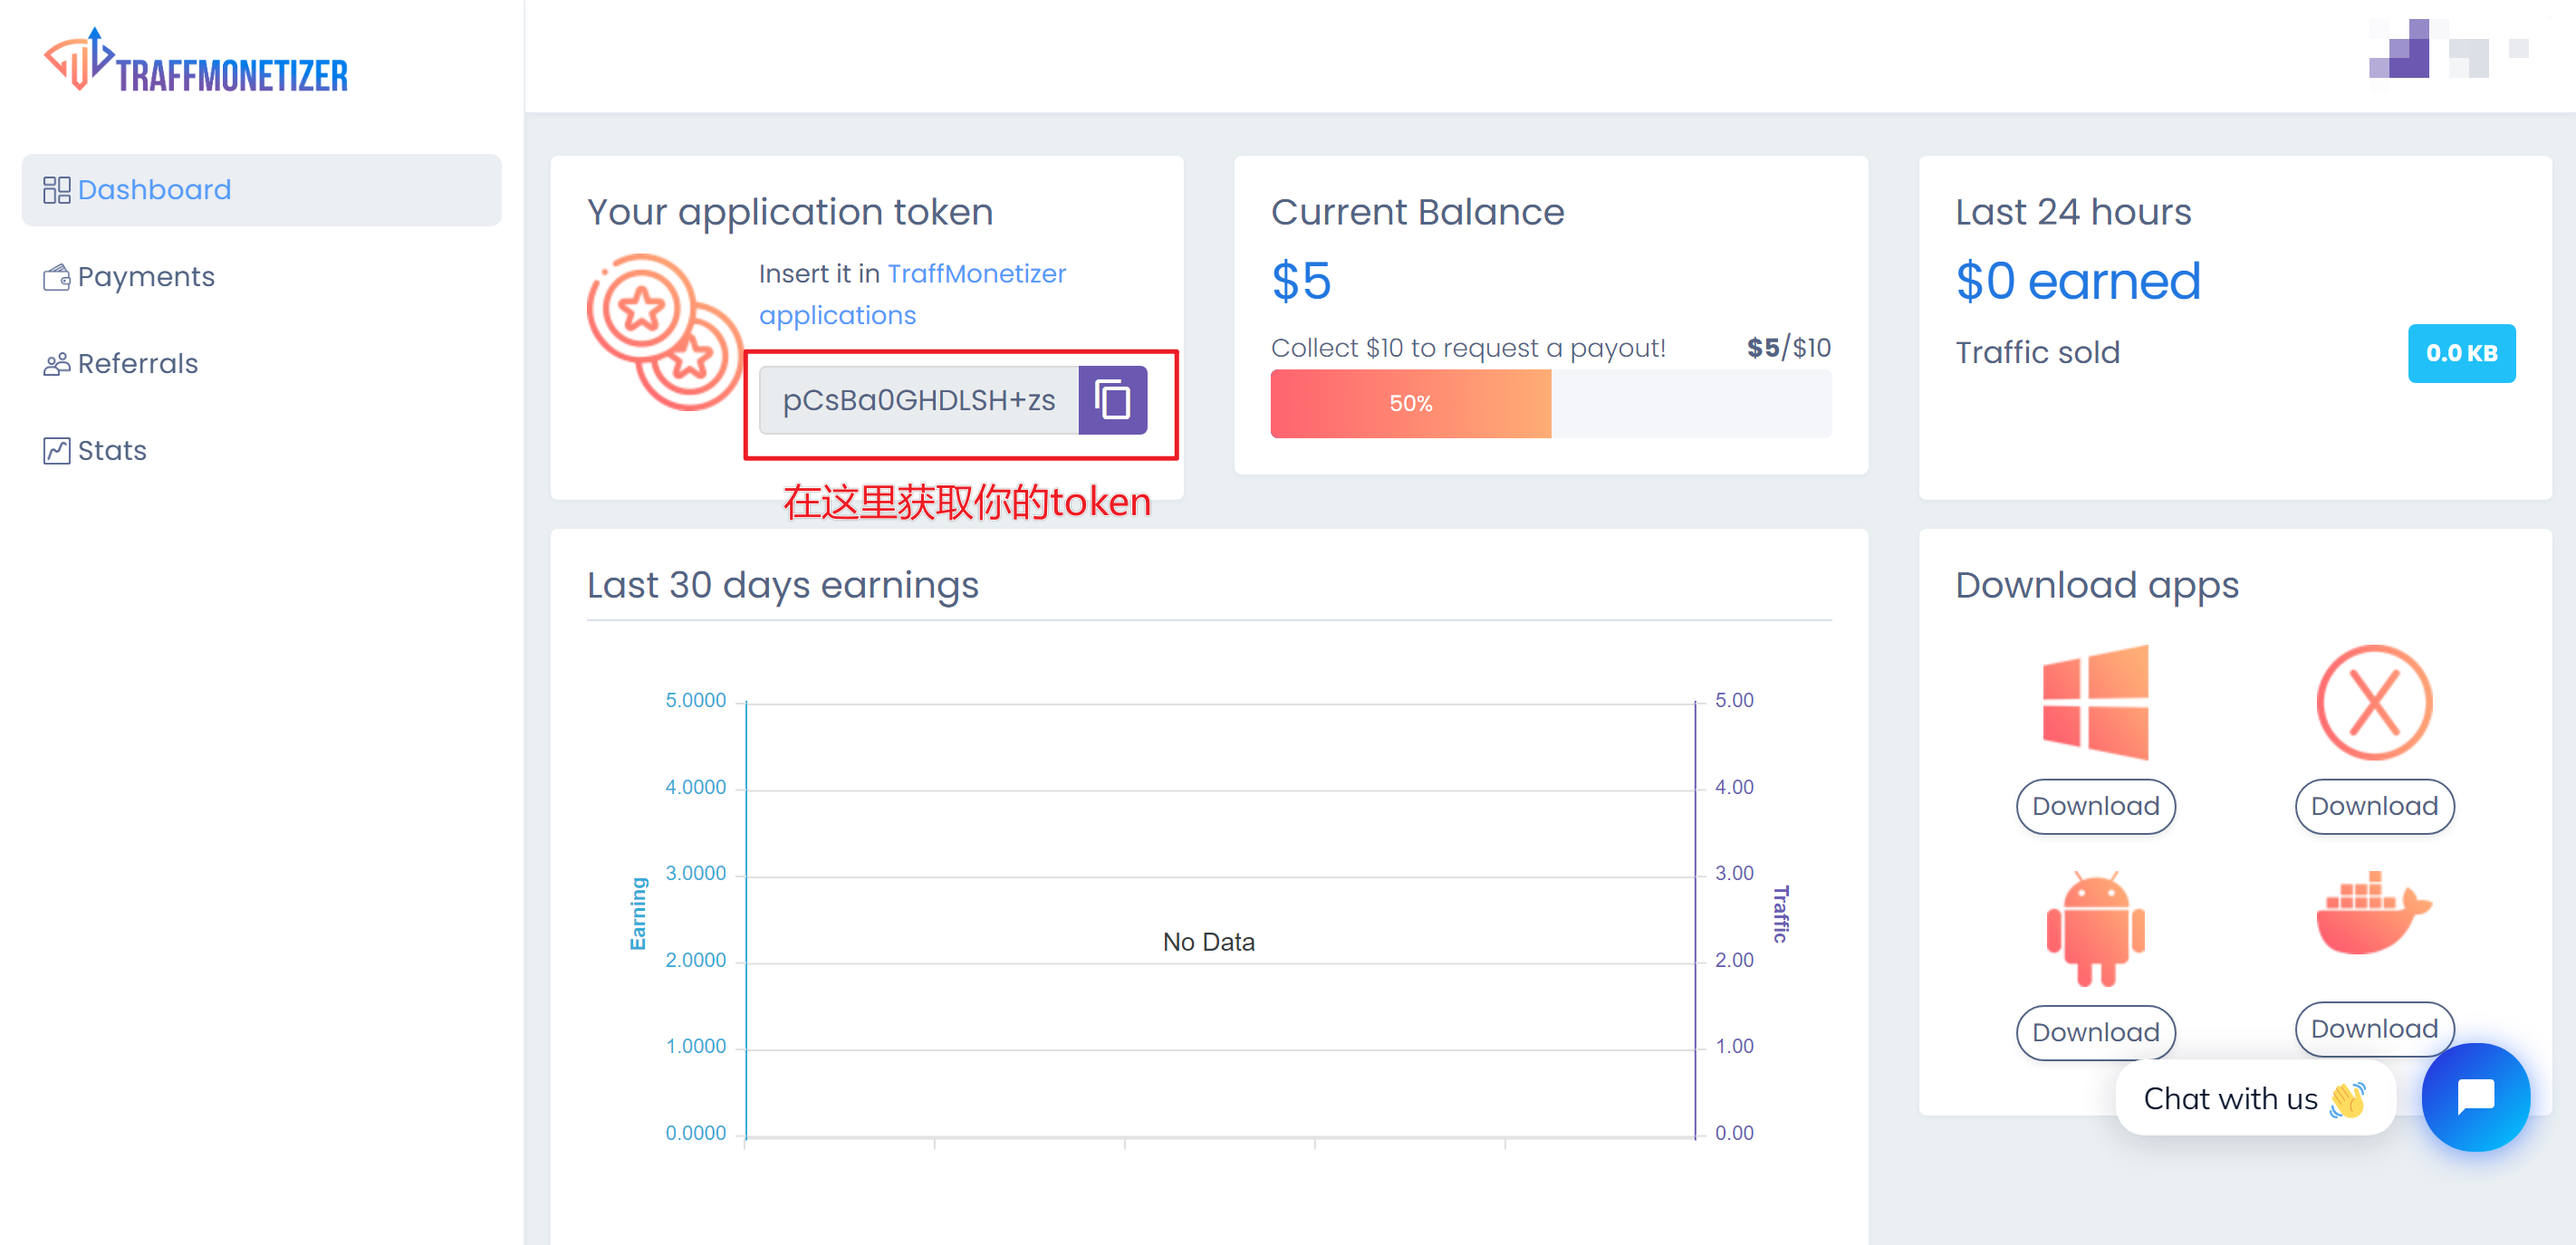 TRAFFMONETIZER
Dashboard
Payments
Referrals
Stats
Your application token
Insert it in TraffMonetizer
applications
pCsBa0GHDLSH+zs
在这里获取你的token
Current Balance
$5
Collect $10 to request a payout! $5/$10
50%
Last 24 hours
$0 earned
Traffic sold 0.0 KB
Last 30 days earnings
5.0000 5.00
4.0000 4.00
3.0000 3.00
Earning Traffic
No Data
2.0000 2.00
1.0000 1.00
0.0000 0.00
Download apps
Download Download
Download Download
Chat with us 👋